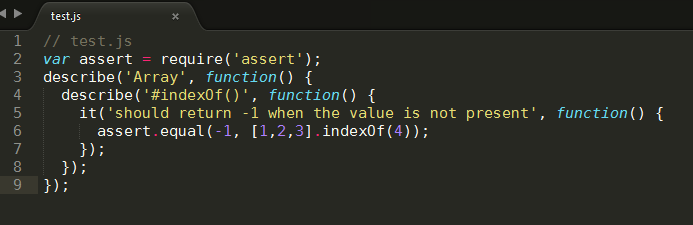 test.js ×
1 // test.js
2 var assert = require('assert');
3 describe('Array', function() {
4   describe('#indexOf()', function() {
5     it('should return -1 when the value is not present', function() {
6       assert.equal(-1, [1,2,3].indexOf(4));
7     });
8   });
9 });